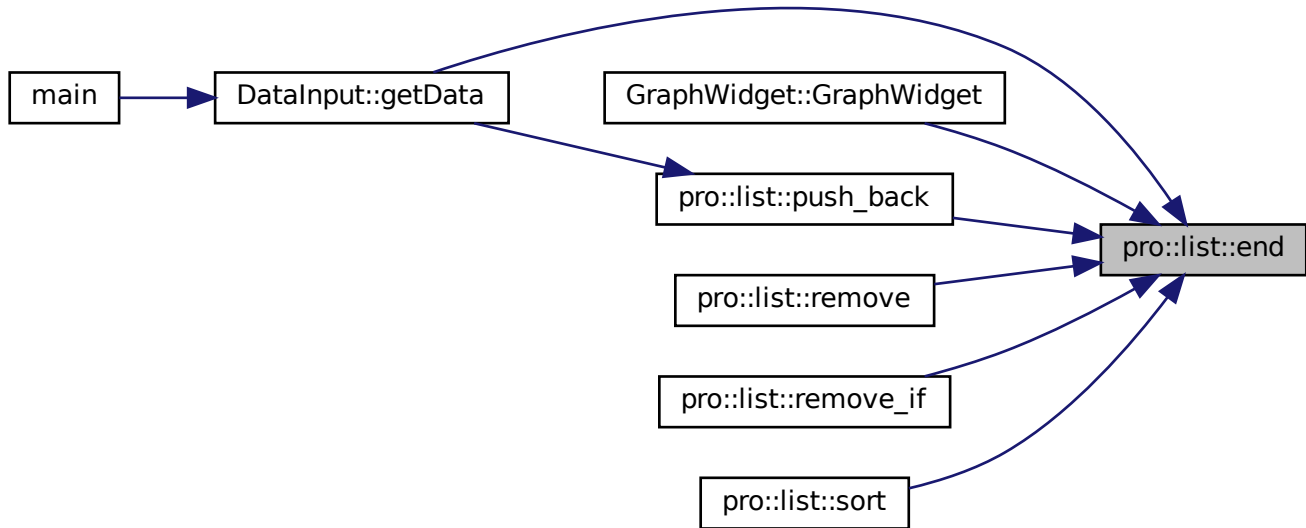 main
DataInput::getData
GraphWidget::GraphWidget
pro::list::push_back
pro::list::end
pro::list::remove
pro::list::remove_if
pro::list::sort